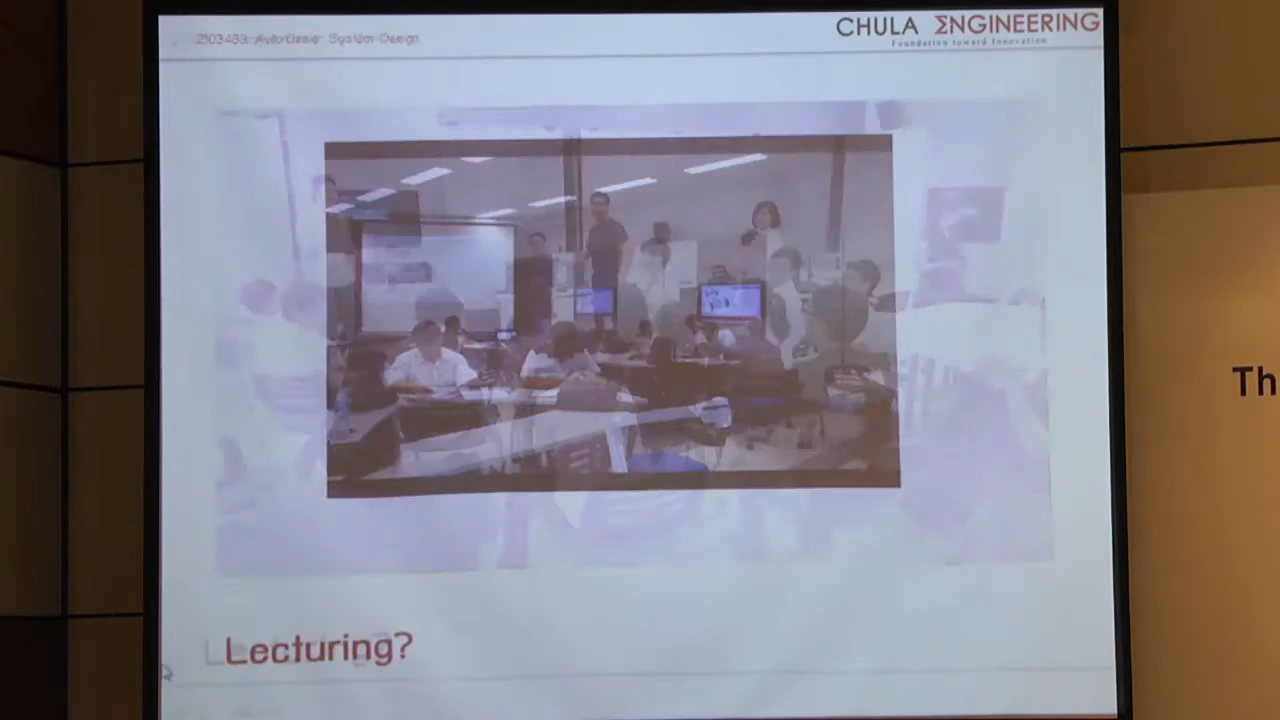 CHULA ΣNGINEERING
Foundation toward Innovation
Th
Lecturing?